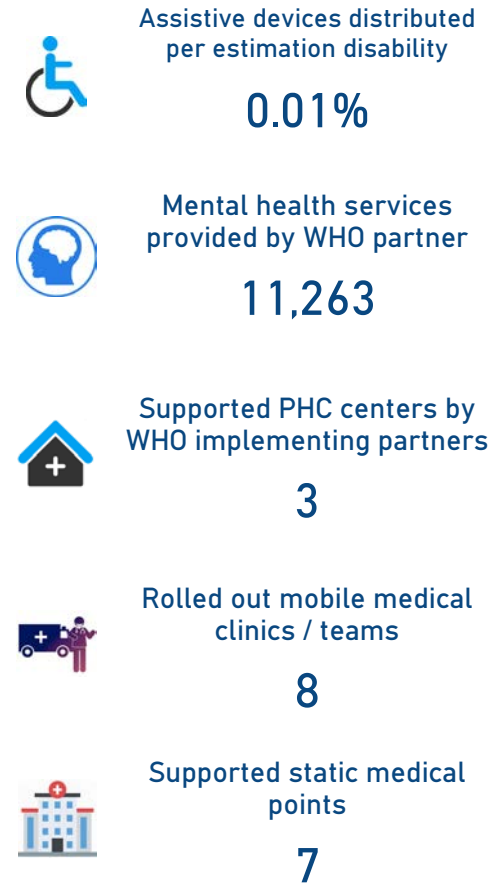 Assistive devices distributed
per estimation disability
0.01%
Mental health services
provided by WHO partner
11,263
Supported PHC centers by
WHO implementing partners
3
Rolled out mobile medical
clinics / teams
8
Supported static medical
points
7